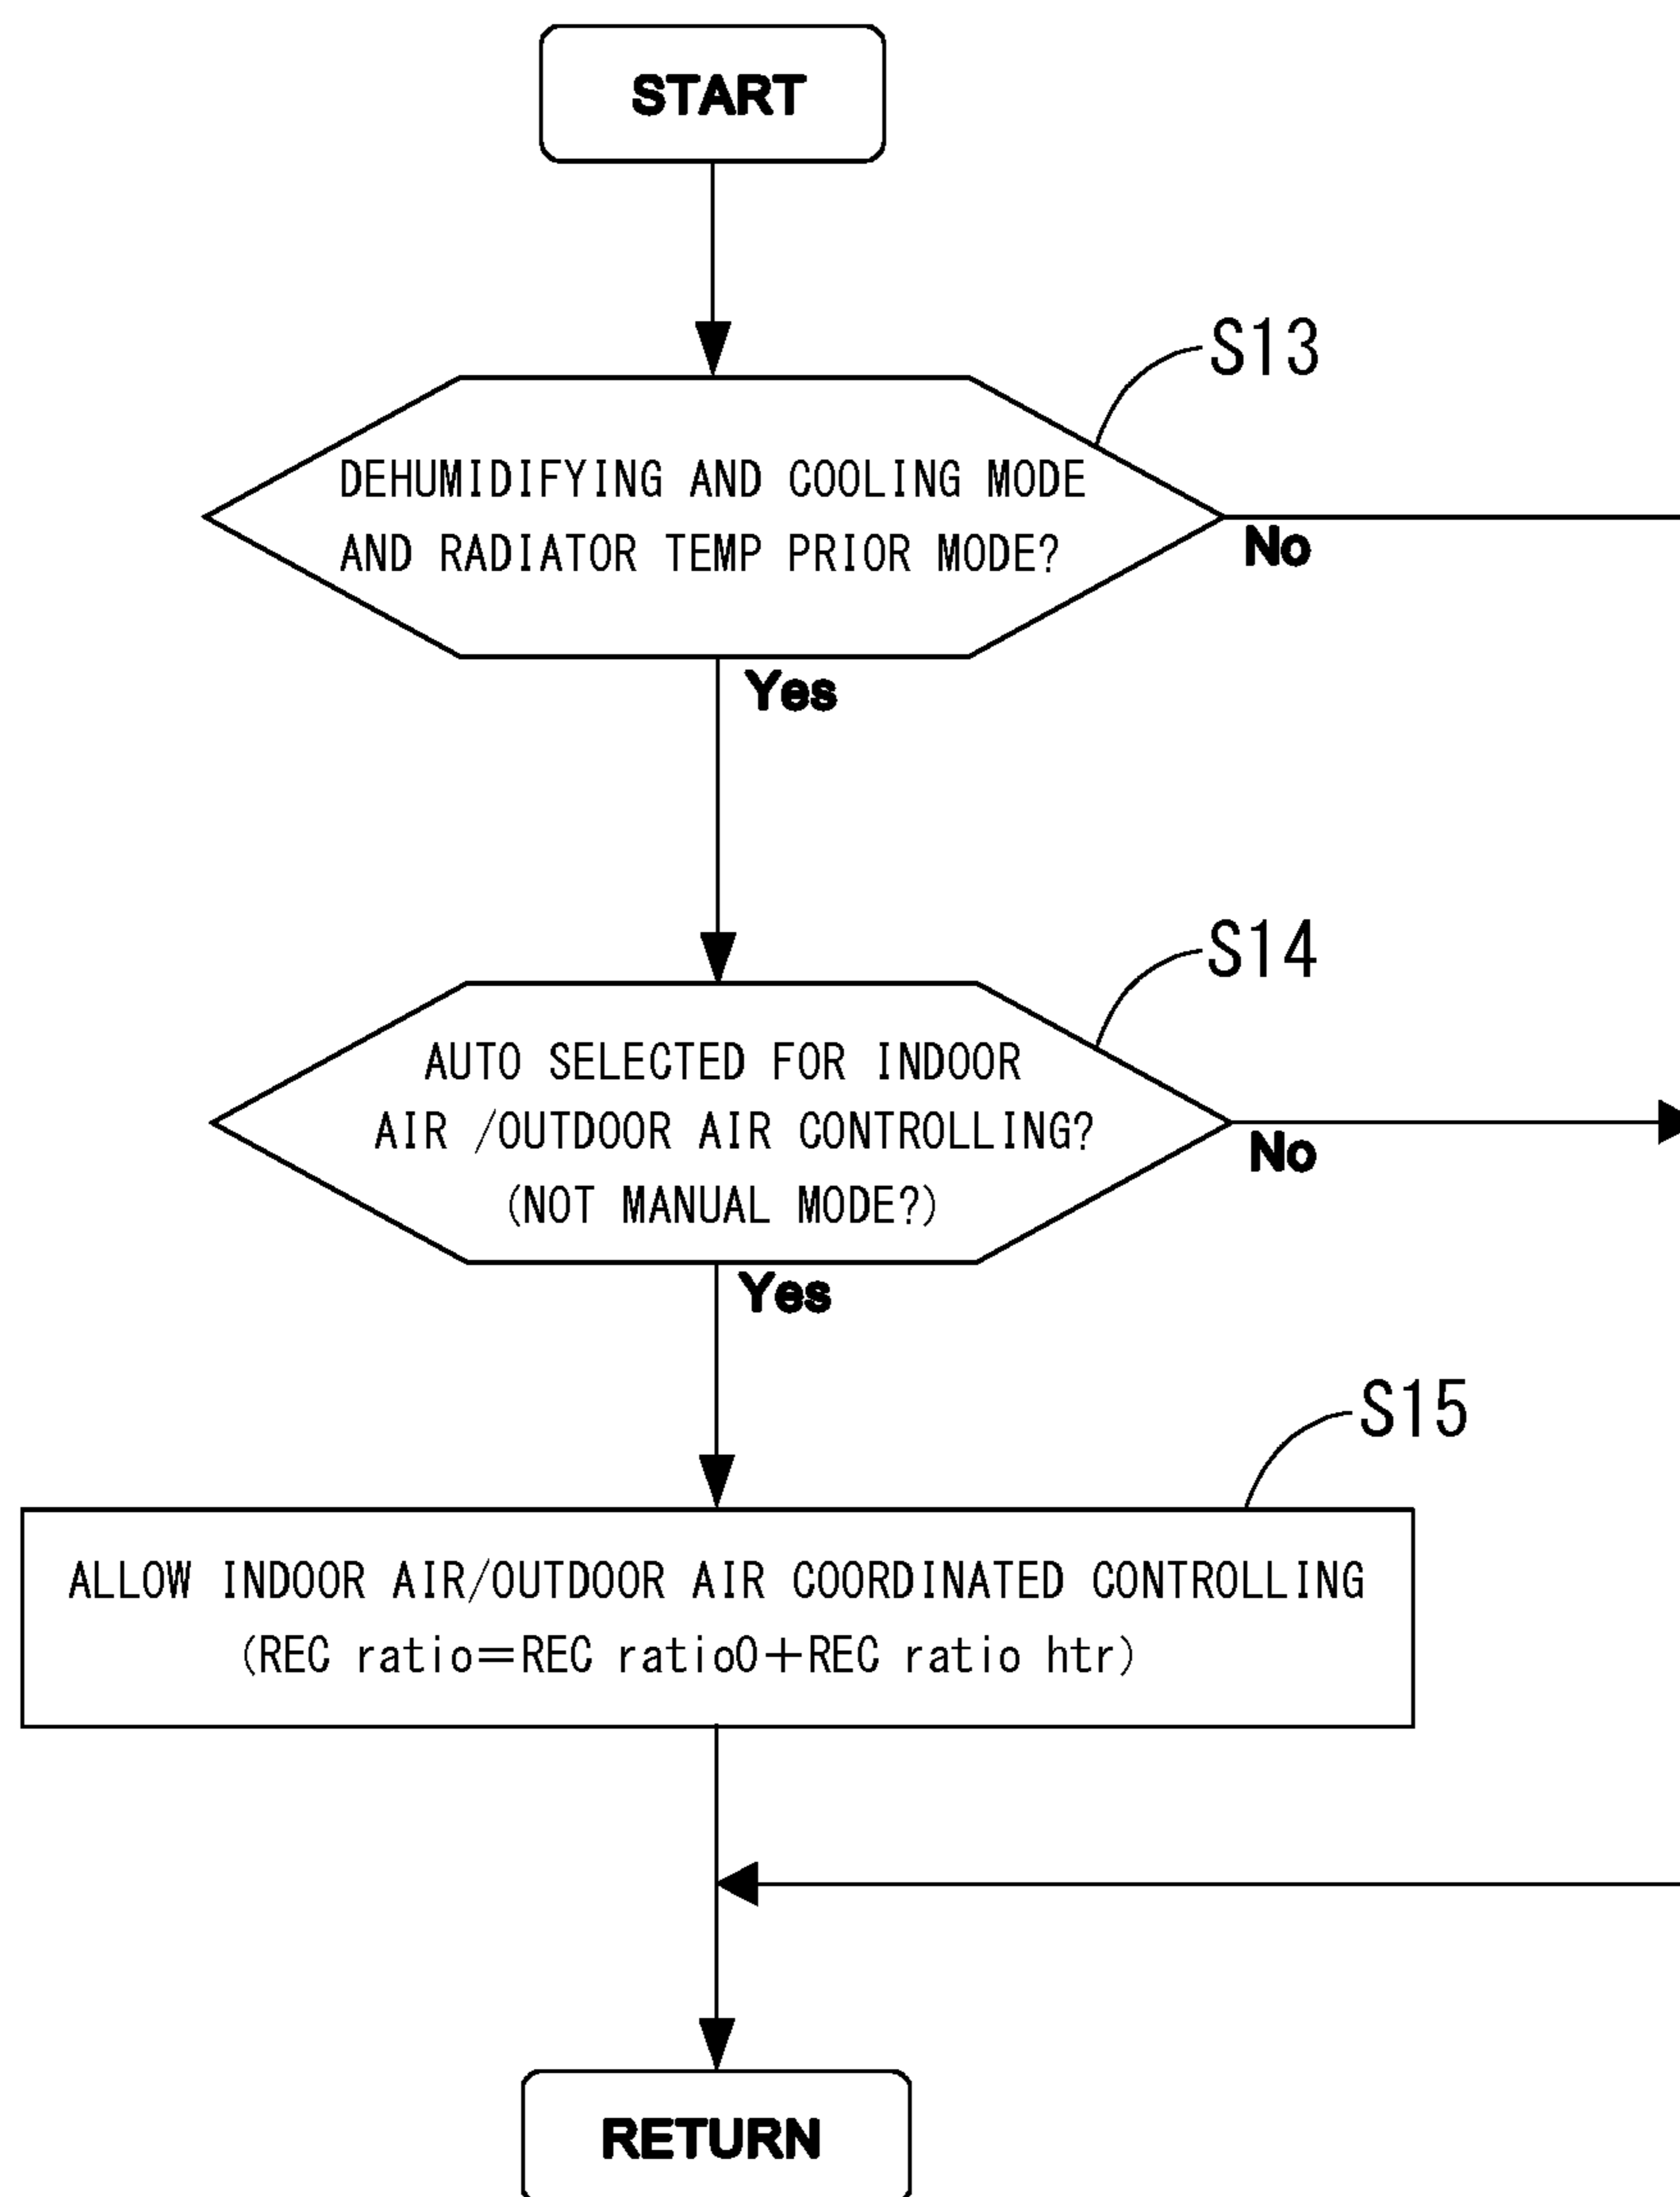 START
S13
DEHUMIDIFYING AND COOLING MODE
AND RADIATOR TEMP PRIOR MODE?
No
Yes
S14
AUTO SELECTED FOR INDOOR
AIR /OUTDOOR AIR CONTROLLING?
(NOT MANUAL MODE?)
No
Yes
S15
ALLOW INDOOR AIR/OUTDOOR AIR COORDINATED CONTROLLING
(REC ratio=REC ratio0+REC ratio htr)
RETURN